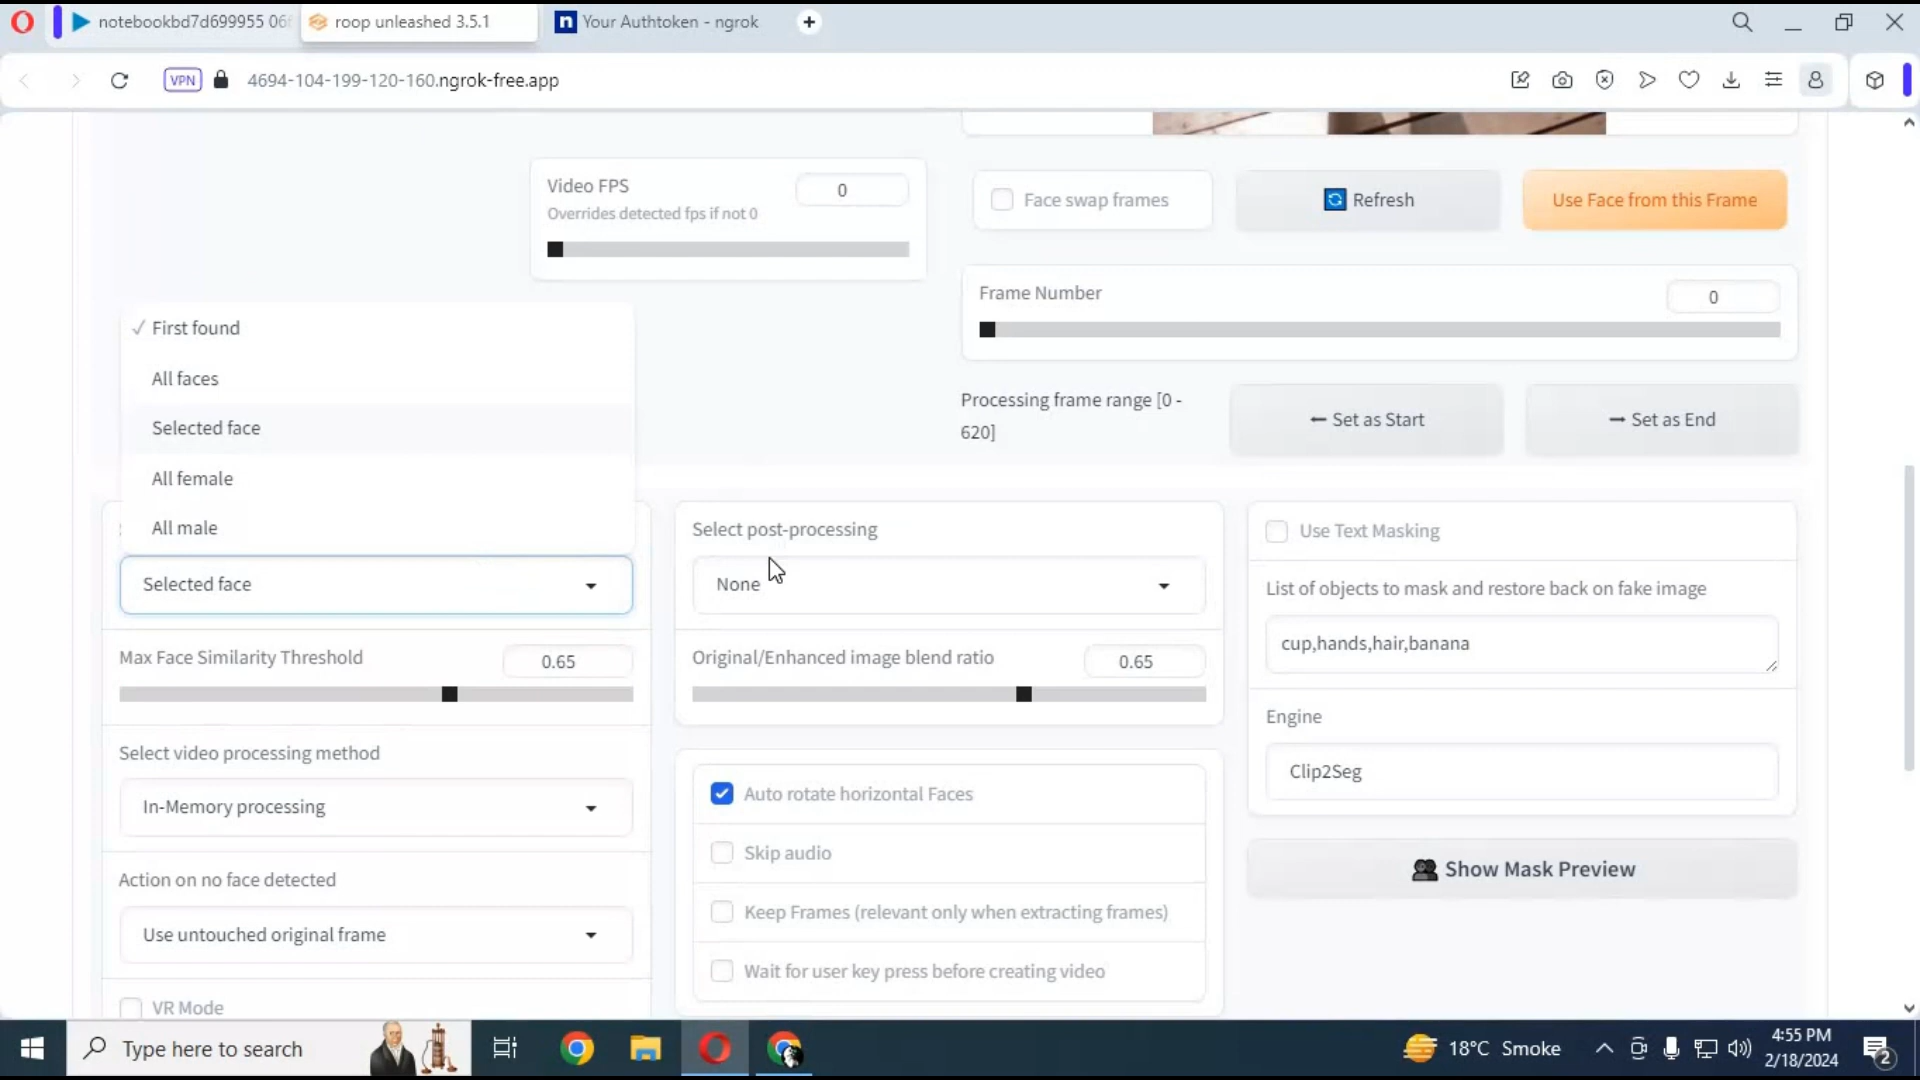 notebookbd7d699955 06
roop unleashed 3.5.1
n Your Authtoken - ngrok
VPN 4694-104-199-120-160.ngrok-free.app
Video FPS
0
Overrides detected fps if not 0
Face swap frames
Refresh
Use Face from this Frame
Frame Number
0
Processing frame range [0 -
620]
← Set as Start
→ Set as End
✓ First found
All faces
Selected face
All female
All male
Selected face
Max Face Similarity Threshold
0.65
Select video processing method
In-Memory processing
Action on no face detected
Use untouched original frame
VR Mode
Select post-processing
None
Original/Enhanced image blend ratio
0.65
Auto rotate horizontal Faces
Skip audio
Keep Frames (relevant only when extracting frames)
Wait for user key press before creating video
Use Text Masking
List of objects to mask and restore back on fake image
cup,hands,hair,banana
Engine
Clip2Seg
Show Mask Preview
Type here to search
18°C Smoke
4:55 PM
2/18/2024
2